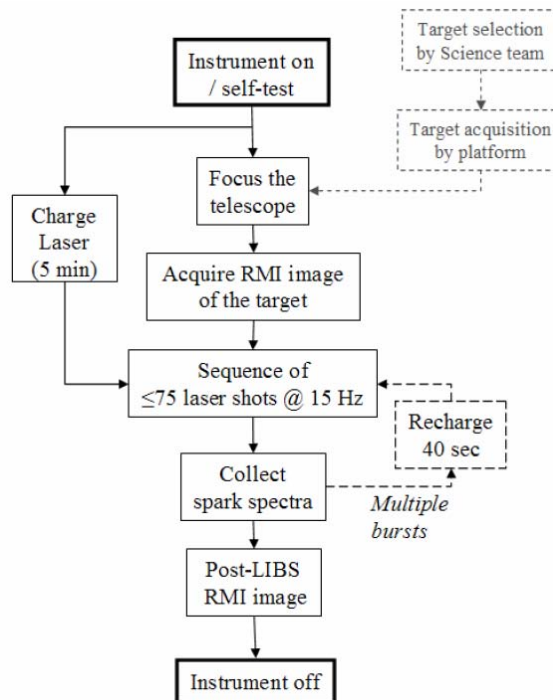 Target selection
by Science team
Instrument on
/ self-test
Target acquisition
by platform
Focus the
telescope
Charge
Laser
(5 min)
Acquire RMI image
of the target
Sequence of
≤75 laser shots @ 15 Hz
Recharge
40 sec
Collect
spark spectra
Multiple
bursts
Post-LIBS
RMI image
Instrument off